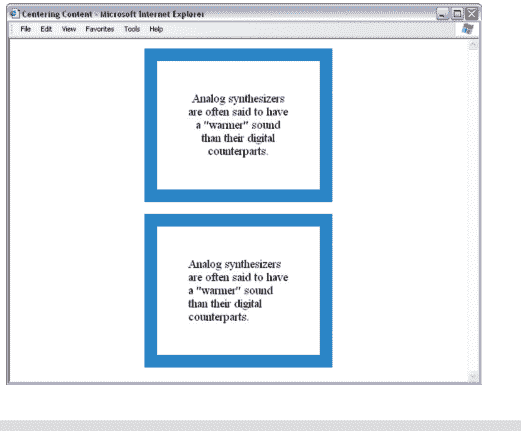 Centering Content - Microsoft Internet Explorer
File Edit View Favorites Tools Help
Analog synthesizers
are often said to have
a "warmer" sound
than their digital
counterparts.
Analog synthesizers
are often said to have
a "warmer" sound
than their digital
counterparts.